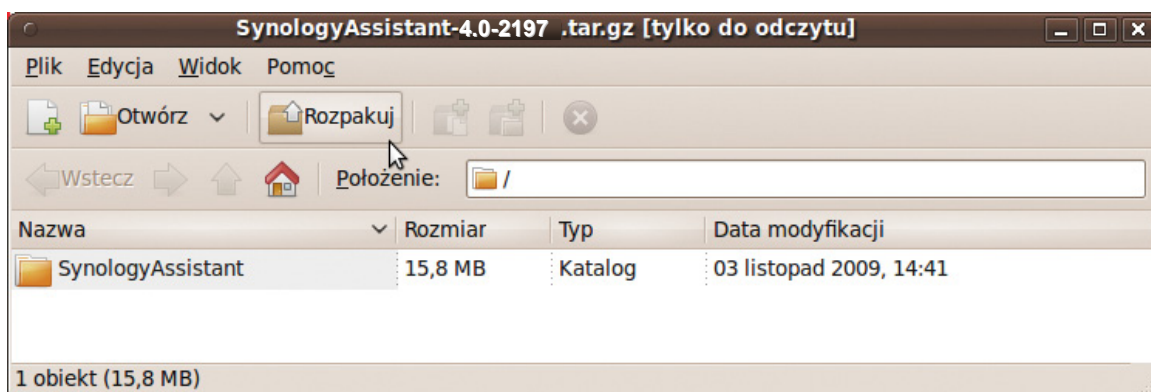 SynologyAssistant-4.0-2197 .tar.gz [tylko do odczytu]
Plik Edycja Widok Pomoc
Otwórz Rozpakuj
Wstecz Położenie: /
Nazwa Rozmiar Typ Data modyfikacji
SynologyAssistant 15,8 MB Katalog 03 listopad 2009, 14:41
1 obiekt (15,8 MB)